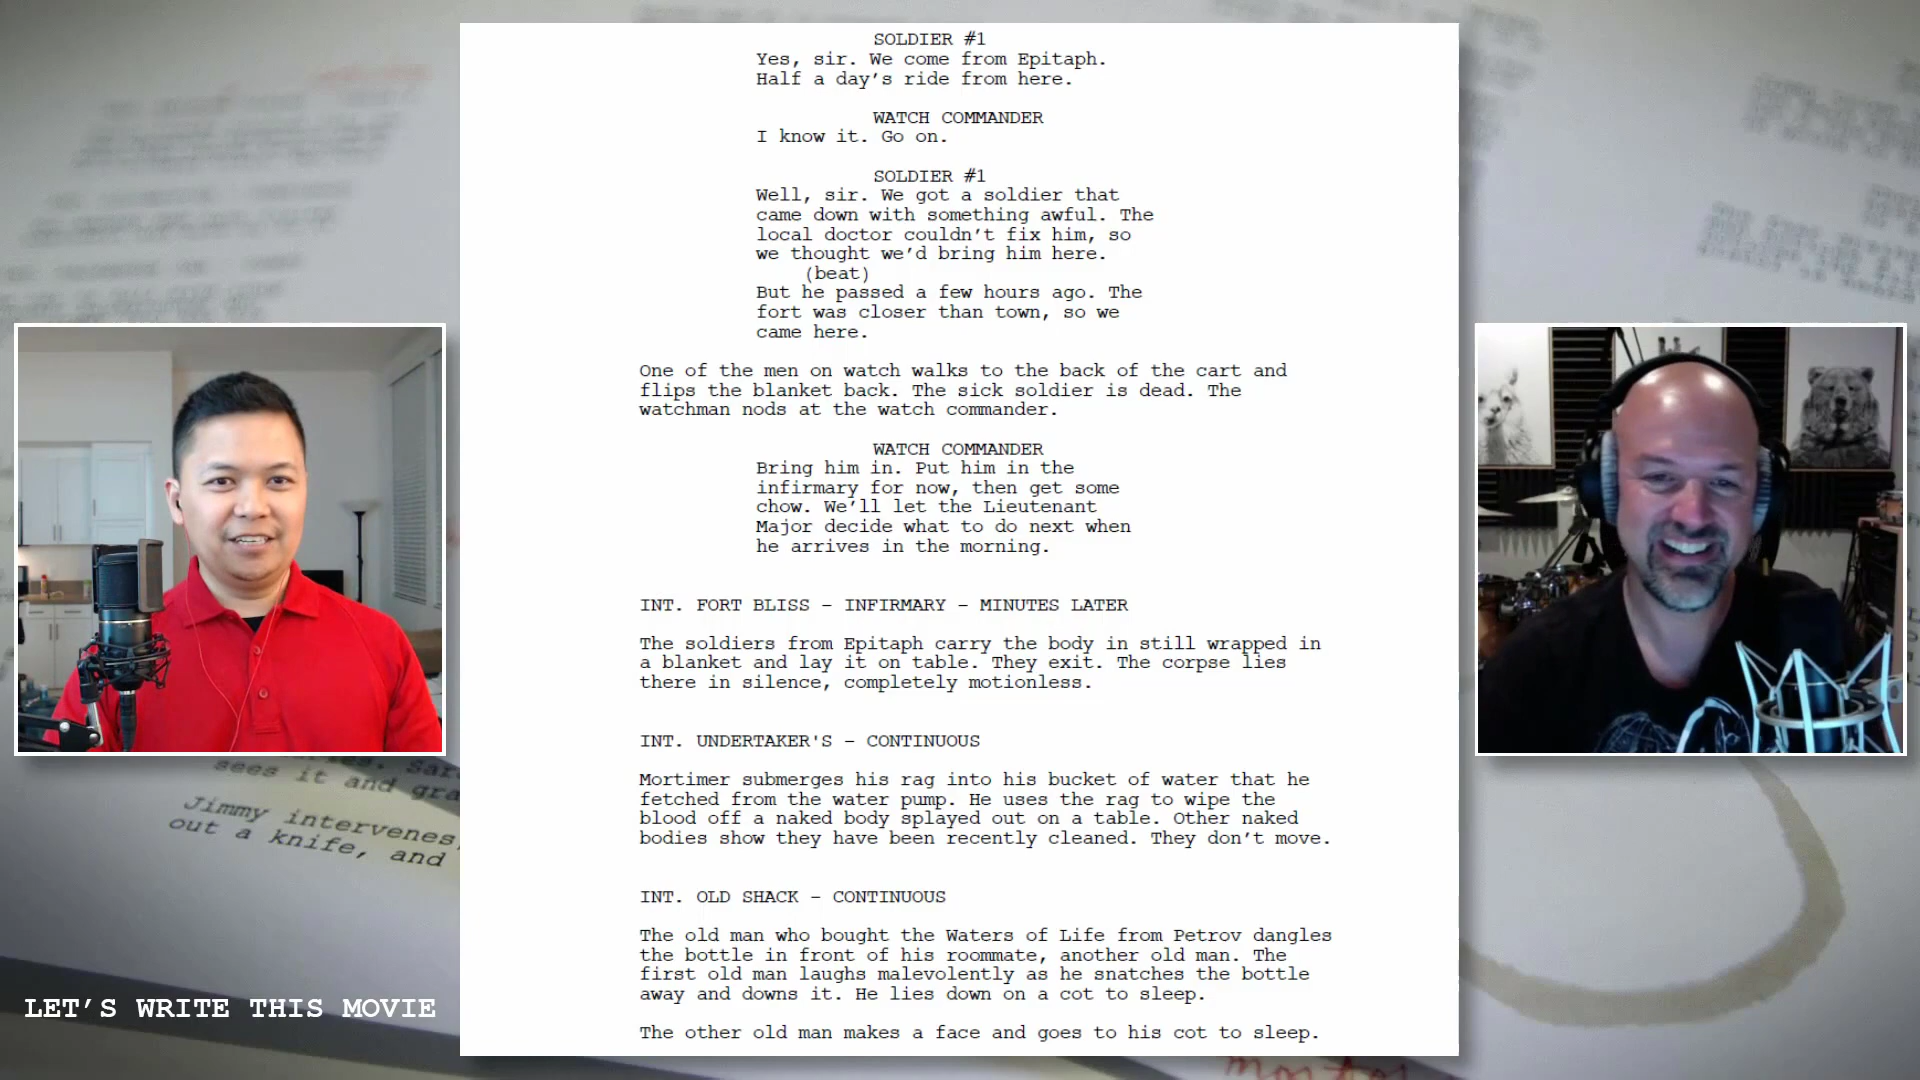 SOLDIER #1
Yes, sir. We come from Epitaph.
Half a day's ride from here.
WATCH COMMANDER
I know it. Go on.
SOLDIER #1
Well, sir. We got a soldier that
came down with something awful. The
local doctor couldn't fix him, so
we thought we'd bring him here.
(beat)
But he passed a few hours ago. The
fort was closer than town, so we
came here.
One of the men on watch walks to the back of the cart and
flips the blanket back. The sick soldier is dead. The
watchman nods at the watch commander.
WATCH COMMANDER
Bring him in. Put him in the
infirmary for now, then get some
chow. We'll let the Lieutenant
Major decide what to do next when
he arrives in the morning.
INT. FORT BLISS – INFIRMARY – MINUTES LATER
The soldiers from Epitaph carry the body in still wrapped in
a blanket and lay it on table. They exit. The corpse lies
there in silence, completely motionless.
INT. UNDERTAKER'S – CONTINUOUS
Mortimer submerges his rag into his bucket of water that he
fetched from the water pump. He uses the rag to wipe the
blood off a naked body splayed out on a table. Other naked
bodies show they have been recently cleaned. They don't move.
INT. OLD SHACK – CONTINUOUS
The old man who bought the Waters of Life from Petrov dangles
the bottle in front of his roommate, another old man. The
first old man laughs malevolently as he snatches the bottle
away and downs it. He lies down on a cot to sleep.
The other old man makes a face and goes to his cot to sleep.
sees it and gra
Jimmy intervenes
out a knife, and
LET'S WRITE THIS MOVIE